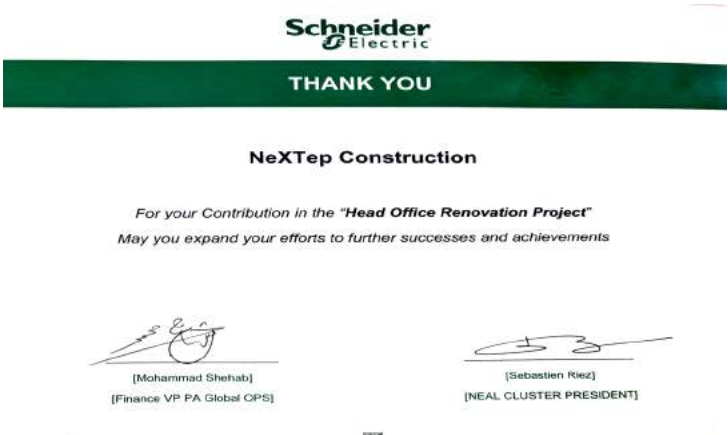 Schneider
Electric
THANK YOU
NeXTep Construction
For your Contribution in the "Head Office Renovation Project"
May you expand your efforts to further successes and achievements
[Mohammad Shehab]
[Finance VP PA Global OPS]
[Sebastien Riez]
[NEAL CLUSTER PRESIDENT]